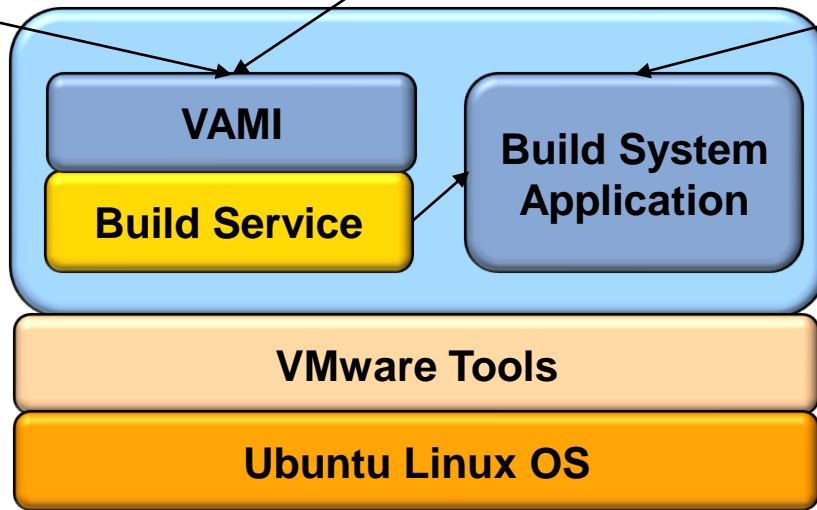 VAMI
Build Service
Build System
Application
VMware Tools
Ubuntu Linux OS